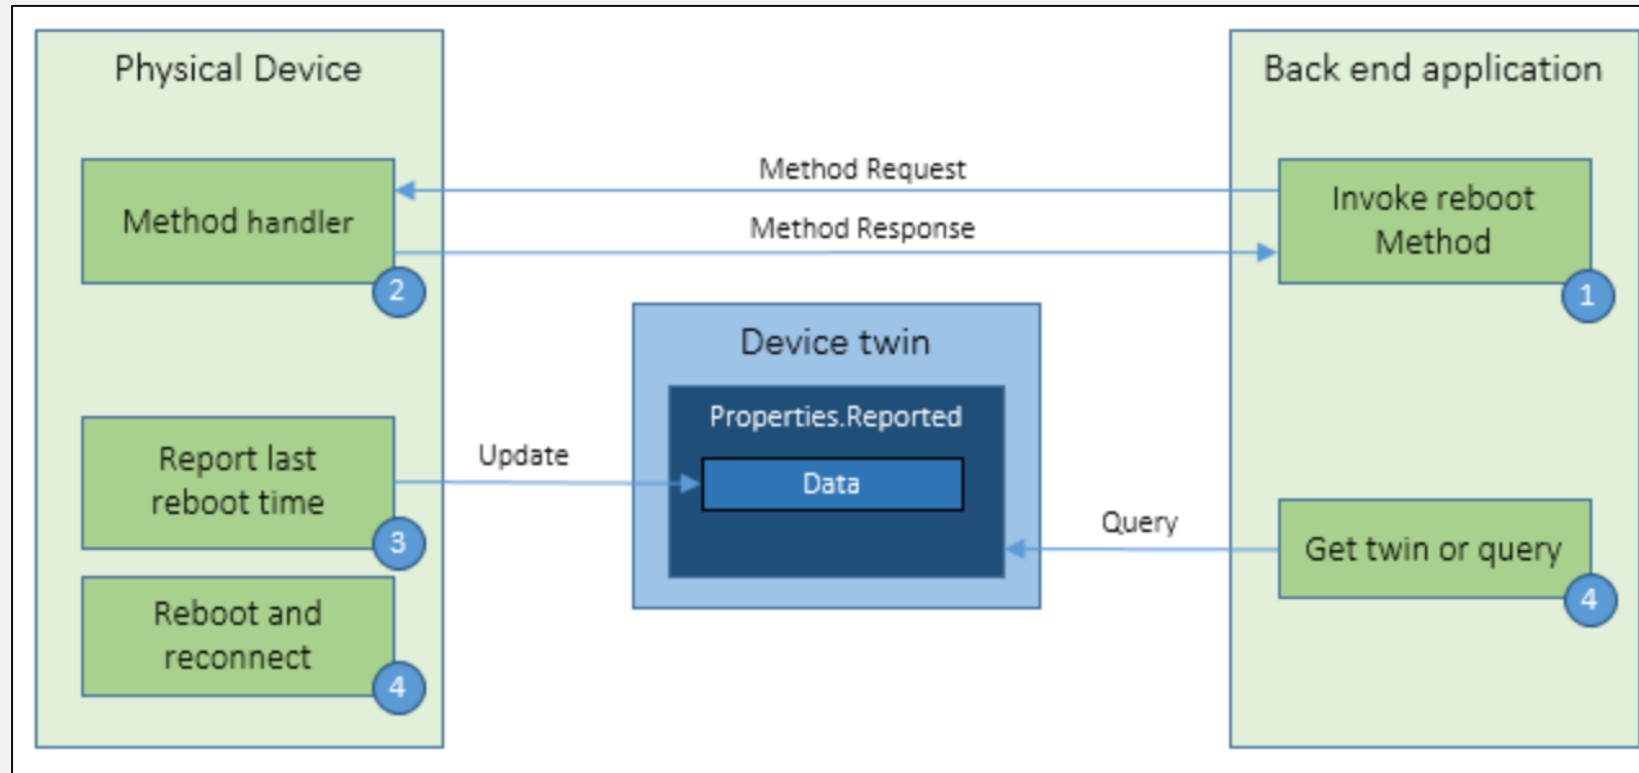 Physical Device
Back end application
Method Request
Method handler
Invoke reboot
Method
Method Response
2
1
Device twin
Properties.Reported
Data
Report last
reboot time
Update
3
Query
Get twin or query
4
Reboot and
reconnect
4